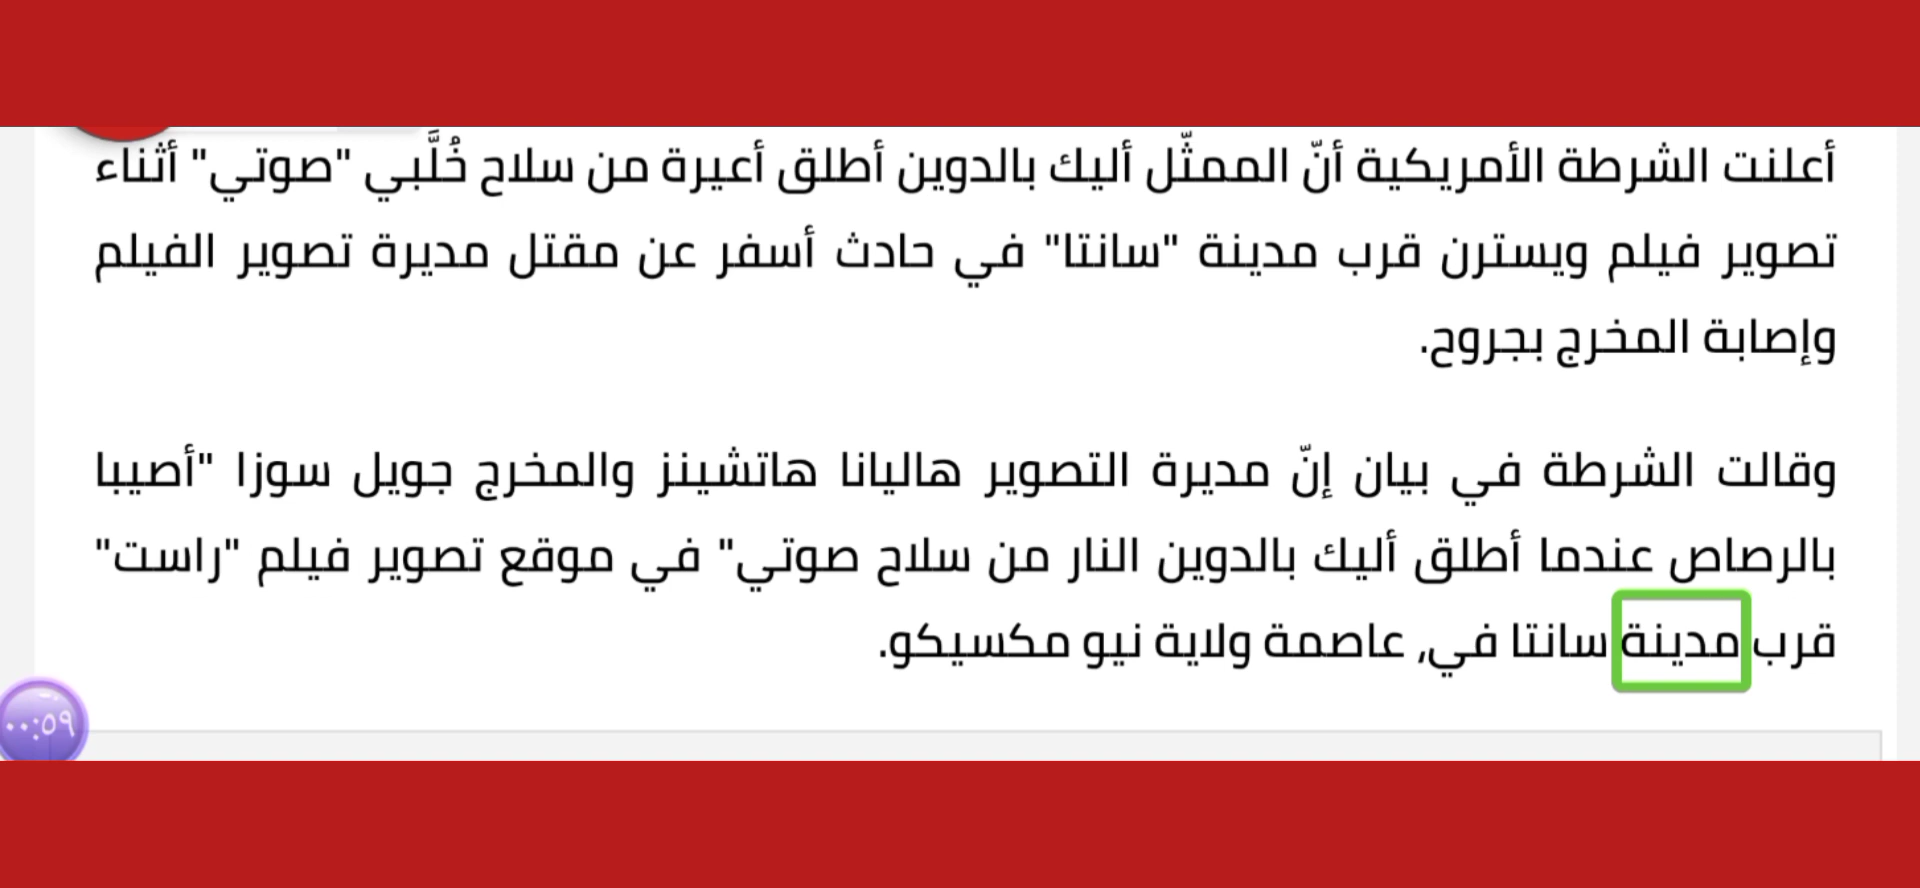 أعلنت الشرطة الأمريكية أنّ الممثّل أليك بالدوين أطلق أعيرة من سلاح خُلَّبي "صوتي" أثناء
تصوير فيلم ويسترن قرب مدينة "سانتا" في حادث أسفر عن مقتل مديرة تصوير الفيلم
وإصابة المخرج بجروح.
وقالت الشرطة في بيان إنّ مديرة التصوير هاليانا هاتشينز والمخرج جويل سوزا "أصيبا
بالرصاص عندما أطلق أليك بالدوين النار من سلاح صوتي" في موقع تصوير فيلم "راست"
قرب مدينة سانتا في، عاصمة ولاية نيو مكسيكو.
٠٠:٥٩